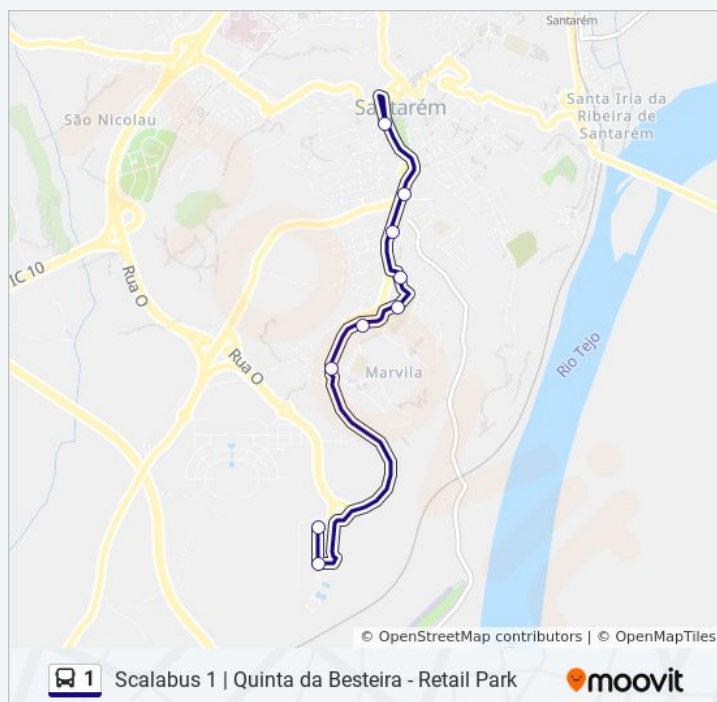 Santarém
São Nicolau
Santarém
Santa Iria da
Ribeira de
Santarém
IC 10
Rua O
Rua O
Rio Tejo
Marvila
© OpenStreetMap contributors | © OpenMapTiles
1
Scalabus 1 | Quinta da Besteira - Retail Park
moovit